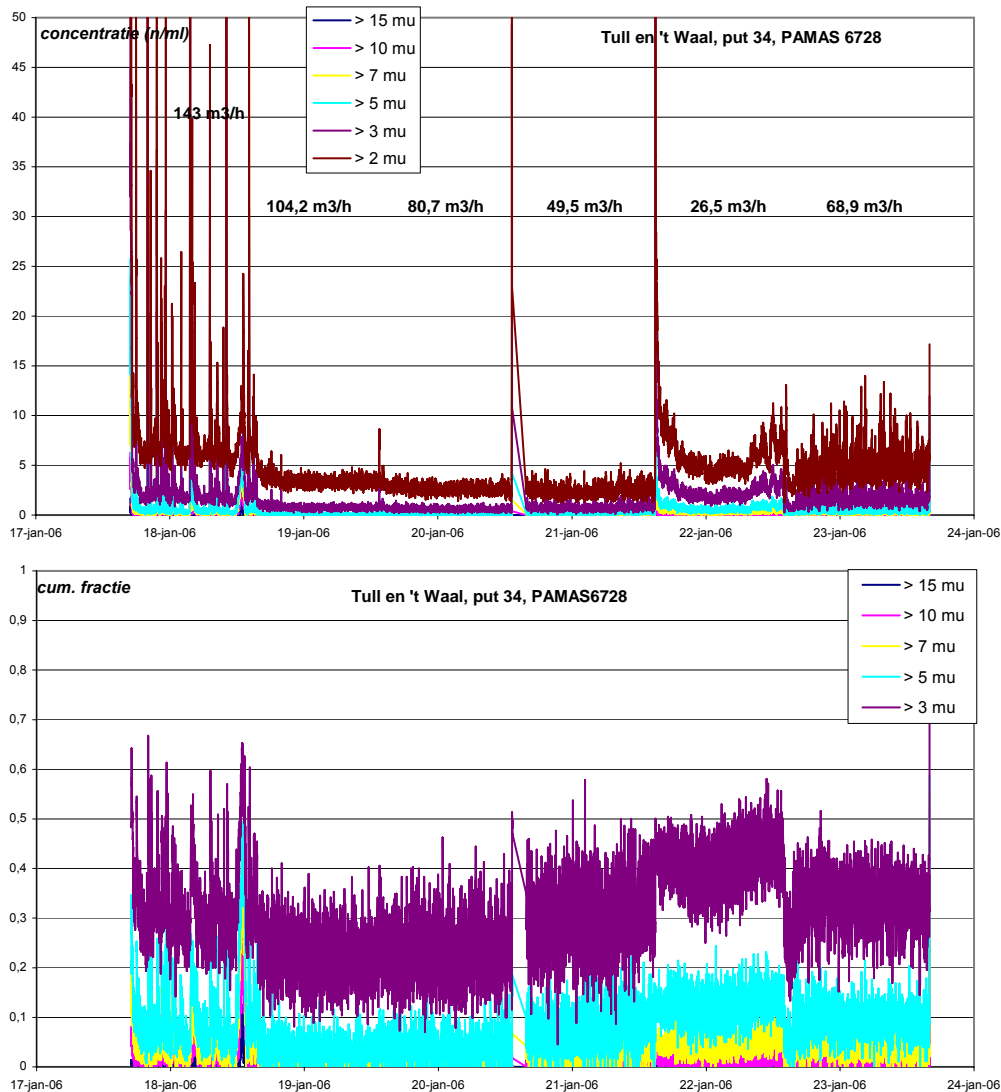 concentratie (n/ml)
Tull en 't Waal, put 34, PAMAS 6728
> 15 mu
> 10 mu
> 7 mu
> 5 mu
> 3 mu
> 2 mu
143 m3/h
104,2 m3/h
80,7 m3/h
49,5 m3/h
26,5 m3/h
68,9 m3/h
50
45
40
35
30
25
20
15
10
5
0
17-jan-06
18-jan-06
19-jan-06
20-jan-06
21-jan-06
22-jan-06
23-jan-06
24-jan-06
cum. fractie
Tull en 't Waal, put 34, PAMAS6728
> 15 mu
> 10 mu
> 7 mu
> 5 mu
> 3 mu
1
0,9
0,8
0,7
0,6
0,5
0,4
0,3
0,2
0,1
0
17-jan-06
18-jan-06
19-jan-06
20-jan-06
21-jan-06
22-jan-06
23-jan-06
24-jan-06